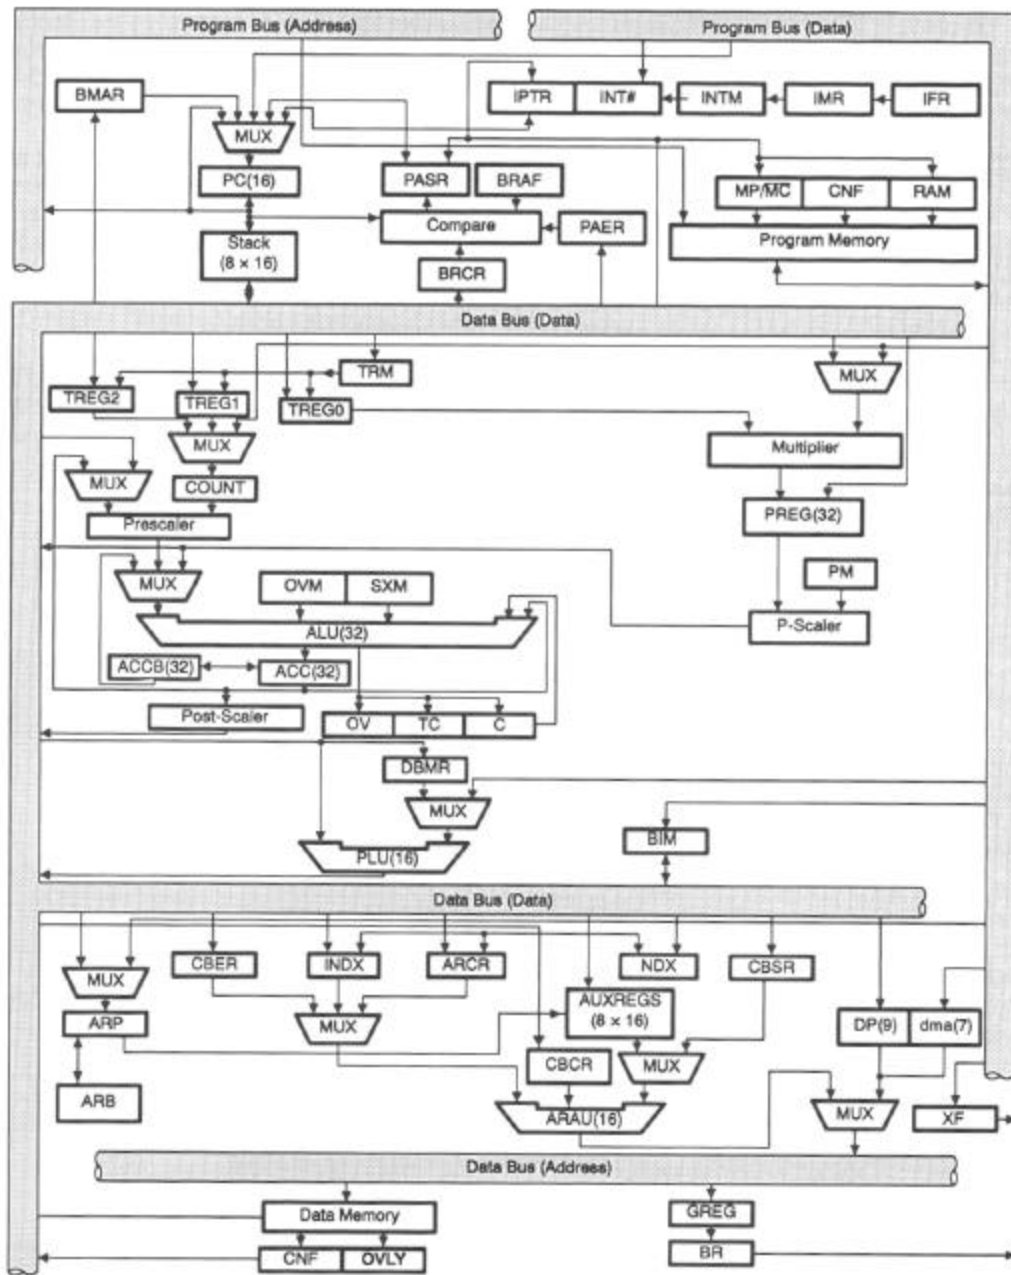 Program Bus (Address)
Program Bus (Data)
BMAR
IPTR
INT#
INTM
IMR
IFR
MUX
PC(16)
PASR
BRAF
MP/MC
CNF
RAM
Compare
PAER
Program Memory
Stack
(8 × 16)
BRCR
Data Bus (Data)
TRM
MUX
TREG2
TREG1
TREG0
MUX
Multiplier
MUX
COUNT
PREG(32)
Prescaler
MUX
OVM
SXM
PM
ALU(32)
P-Scaler
ACCB(32)
ACC(32)
Post-Scaler
OV
TC
C
DBMR
MUX
BIM
PLU(16)
Data Bus (Data)
MUX
CBER
INDX
ARCR
NDX
CBSR
AUXREGS
(8 × 16)
ARP
MUX
DP(9)
dma(7)
CBCR
MUX
ARB
ARAU(16)
MUX
XF
Data Bus (Address)
Data Memory
GREG
CNF
OVLY
BR